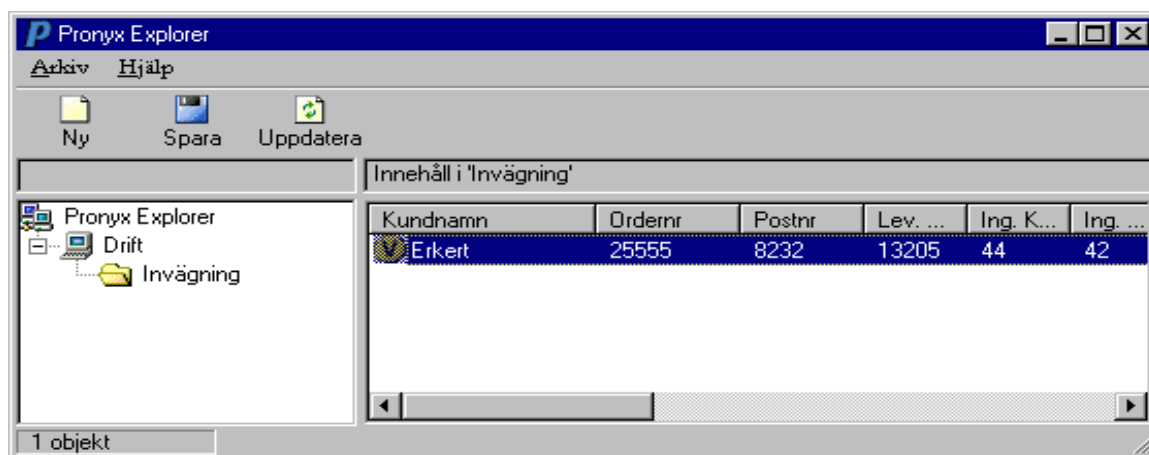 Pronyx Explorer
Arkiv Hjälp
Ny Spara Uppdatera
Innehåll i 'Invägning'
Pronyx Explorer
Drift
Invägning
Kundnamn Ordernr Postnr Lev. ... Ing. K... Ing. ...
Erkert 25555 8232 13205 44 42
1 objekt